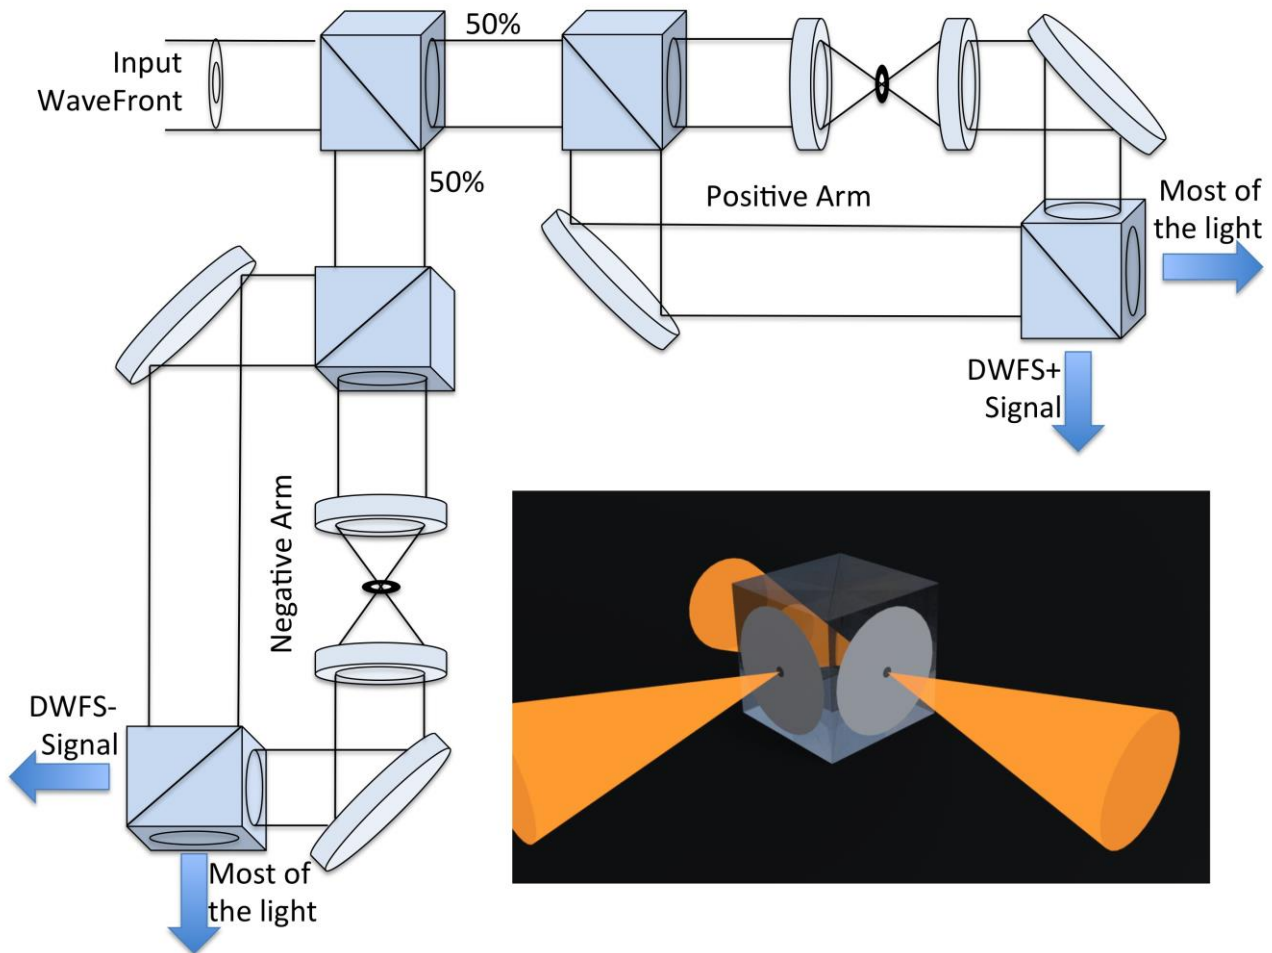 50%
Input
WaveFront
50%
Positive Arm
Most of
the light
DWFS+
Signal
Negative Arm
DWFS-
Signal
Most of
the light